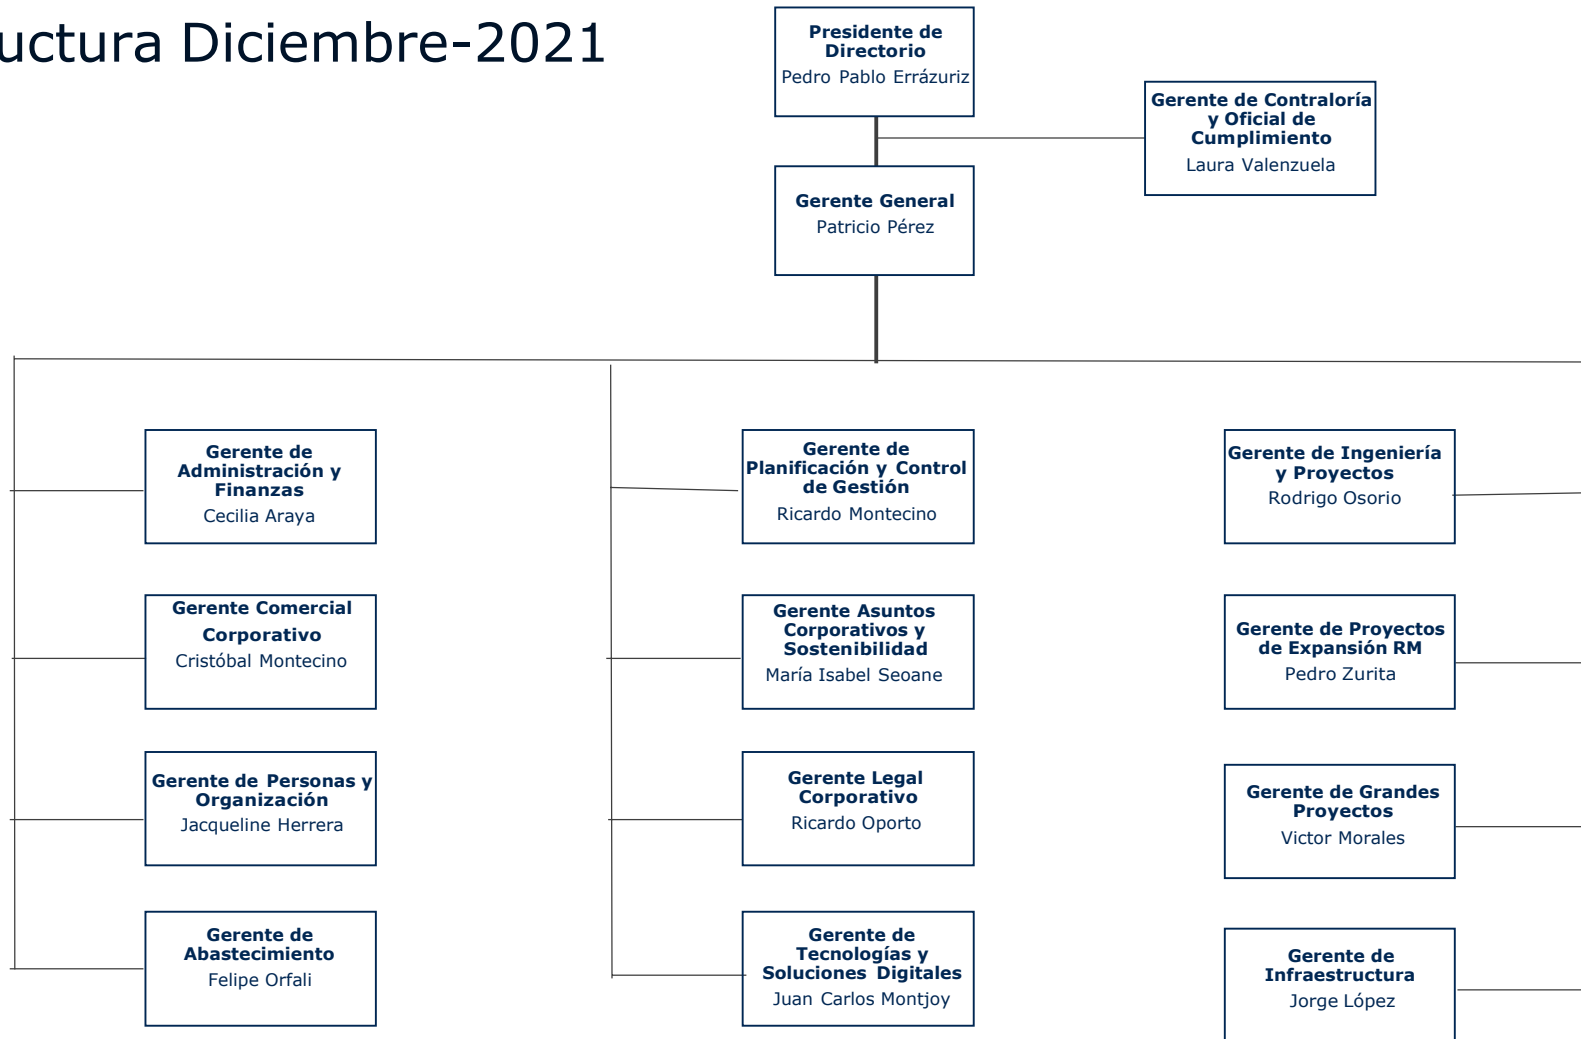 uctura Diciembre-2021
Presidente de
Directorio
Pedro Pablo Errázuriz
Gerente de Contraloría
y Oficial de
Cumplimiento
Laura Valenzuela
Gerente General
Patricio Pérez
Gerente de
Administración y
Finanzas
Cecilia Araya
Gerente de
Planificación y Control
de Gestión
Ricardo Montecino
Gerente de Ingeniería
y Proyectos
Rodrigo Osorio
Gerente Comercial
Corporativo
Cristóbal Montecino
Gerente Asuntos
Corporativos y
Sostenibilidad
María Isabel Seoane
Gerente de Proyectos
de Expansión RM
Pedro Zurita
Gerente de Personas y
Organización
Jacqueline Herrera
Gerente Legal
Corporativo
Ricardo Oporto
Gerente de Grandes
Proyectos
Victor Morales
Gerente de
Abastecimiento
Felipe Orfali
Gerente de
Tecnologías y
Soluciones Digitales
Juan Carlos Montjoy
Gerente de
Infraestructura
Jorge López